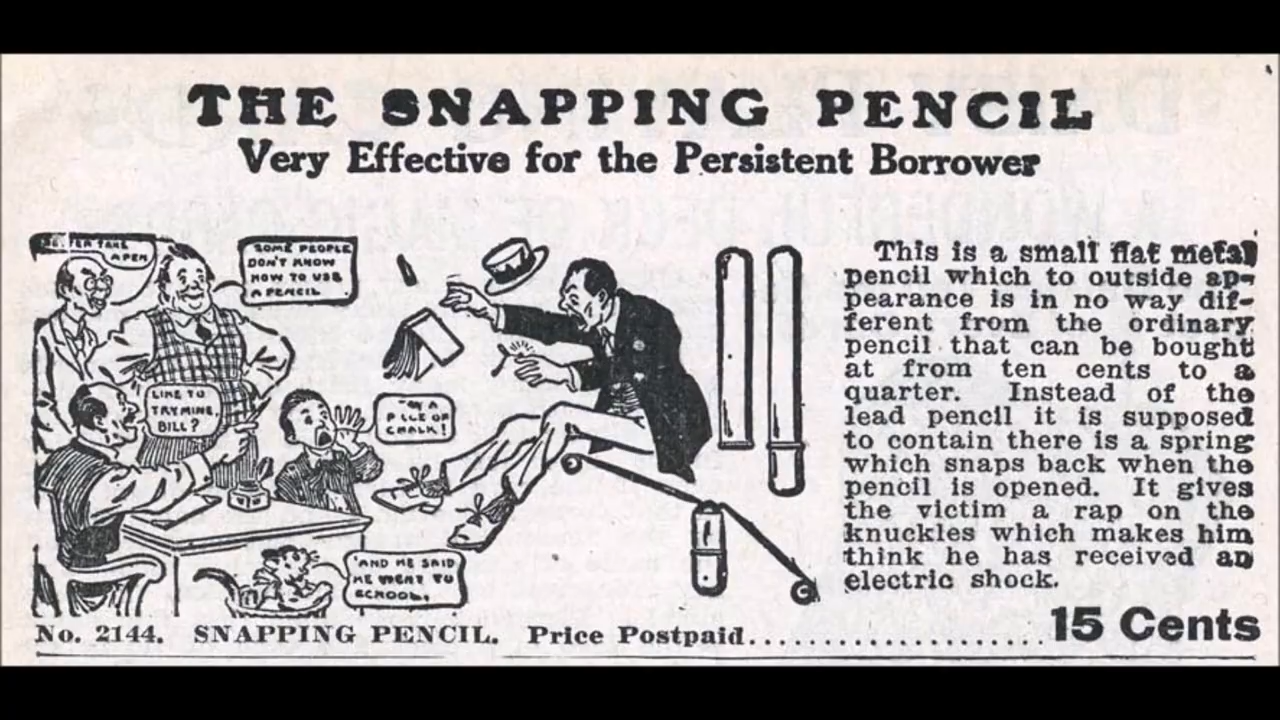 THE SNAPPING PENCIL
Very Effective for the Persistent Borrower
TAKE
A PEN
SOME PEOPLE
DON'T KNOW
HOW TO USE
A PENCIL
LIKE TO
TRY MINE,
BILL?
A
PILE OF
CHALK!
"AND HE SAID
HE WENT TO
SCHOOL.
This is a small flat metal
pencil which to outside ap-
pearance is in no way dif-
ferent from the ordinary
pencil that can be bought
at from ten cents to a
quarter. Instead of the
lead pencil it is supposed
to contain there is a spring
which snaps back when the
pencil is opened. It gives
the victim a rap on the
knuckles which makes him
think he has received an
electric shock.
No. 2144. SNAPPING PENCIL. Price Postpaid........................15 Cents